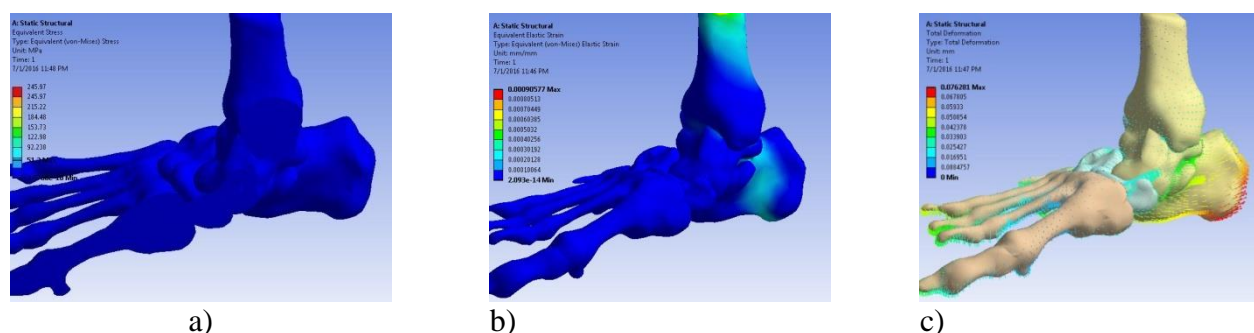 A: Static Structural
Equivalent Stress
Type: Equivalent (von-Mises) Stress
Unit: MPa
Time: 1
7/1/2016 11:48 PM
245.97
245.97
215.22
184.48
153.73
122.98
92.238
Min
A: Static Structural
Equivalent Elastic Strain
Type: Equivalent (von-Mises) Elastic Strain
Unit: mm/mm
Time: 1
7/1/2016 11:46 PM
0.00090577 Max
0.00080513
0.00070449
0.00060385
0.0005032
0.00040256
0.00030192
0.00020128
0.00010064
2.093e-14 Min
A: Static Structural
Total Deformation
Type: Total Deformation
Unit: mm
Time: 1
7/1/2016 11:47 PM
0.076281 Max
0.067805
0.05933
0.050854
0.042378
0.033903
0.025427
0.016951
0.0084757
0 Min
a)
b)
c)